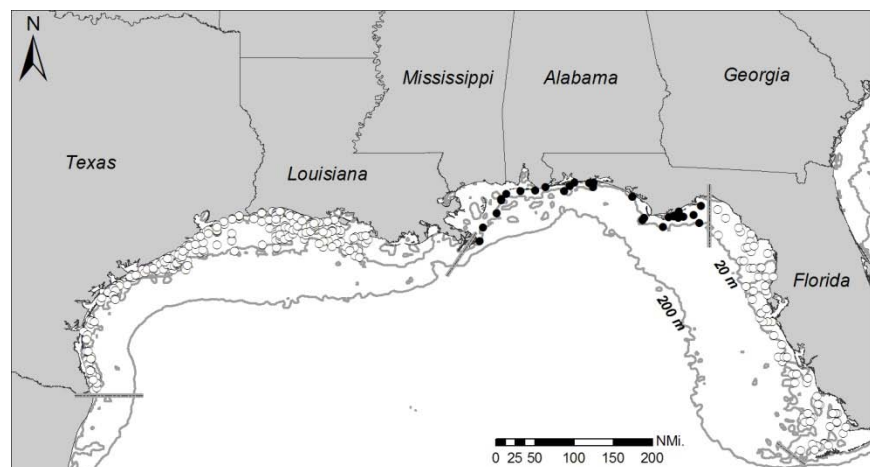 N
Mississippi
Alabama
Georgia
Texas
Louisiana
Florida
20 m
200 m
NMi.
0 25 50 100 150 200